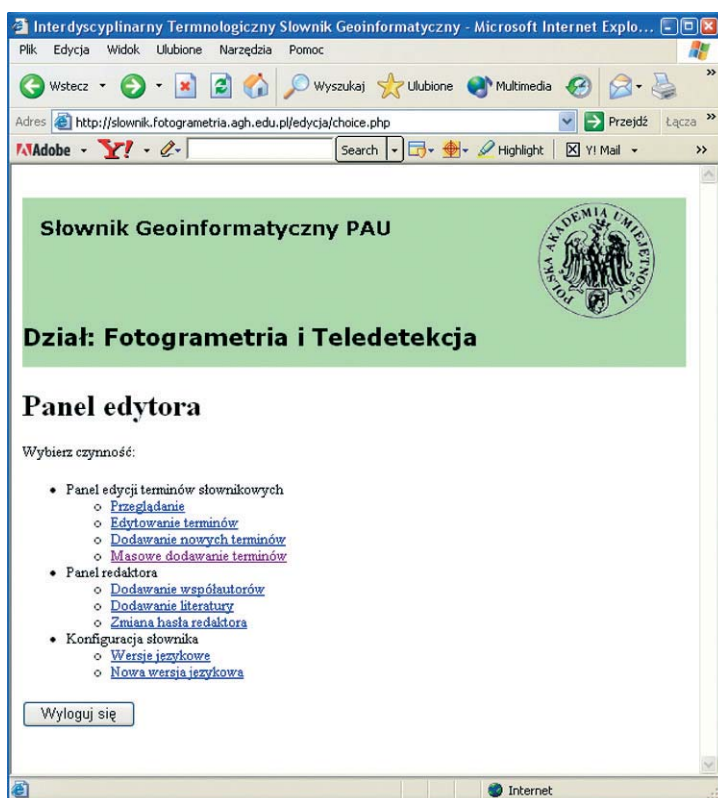 Interdyscyplinarny Termnologiczny Słownik Geoinformatyczny - Microsoft Internet Explo...
Plik Edycja Widok Ulubione Narzędzia Pomoc
Wstecz Wyszukaj Ulubione Multimedia »
Adres http://slownik.fotogrametria.agh.edu.pl/edycja/choice.php Przejdź Łącza »
Adobe Y! Search Highlight Y! Mail »
Słownik Geoinformatyczny PAU
POLSKA AKADEMIA UMIEJĘTNOŚCI
Dział: Fotogrametria i Teledetekcja
Panel edytora
Wybierz czynność:
• Panel edycji terminów słownikowych
o Przeglądanie
o Edytowanie terminów
o Dodawanie nowych terminów
o Masowe dodawanie terminów
• Panel redaktora
o Dodawanie współautorów
o Dodawanie literatury
o Zmiana hasła redaktora
• Konfiguracja słownika
o Wersje językowe
o Nowa wersja językowa
Wyloguj się
Internet